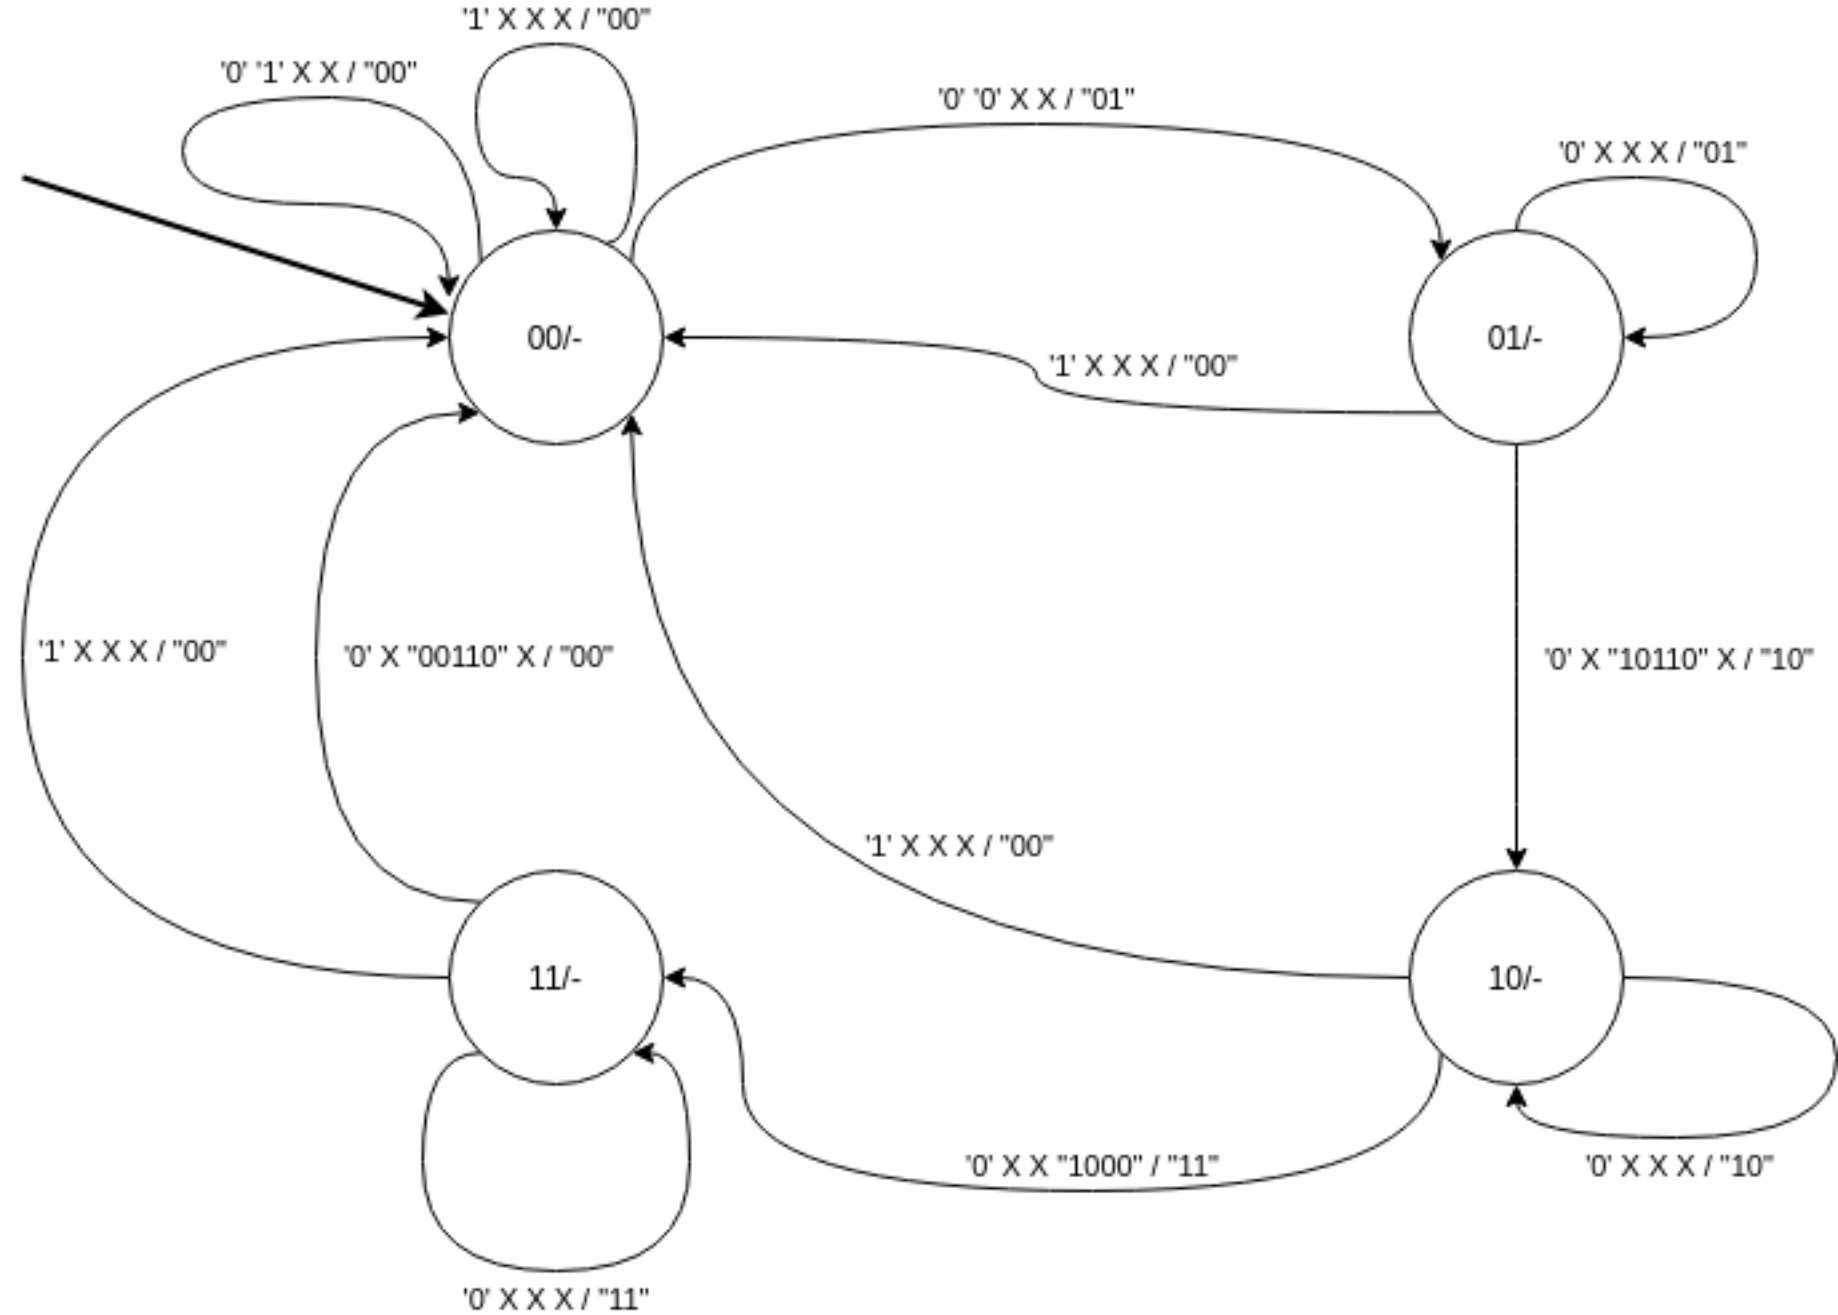 '1' X X X / "00"
'0' '1' X X / "00"
'0' '0' X X / "01"
'0' X X X / "01"
00/-
01/-
'1' X X X / "00"
'1' X X X / "00"
'0' X "00110" X / "00"
'0' X "10110" X / "10"
'1' X X X / "00"
11/-
10/-
'0' X X "1000" / "11"
'0' X X X / "10"
'0' X X X / "11"